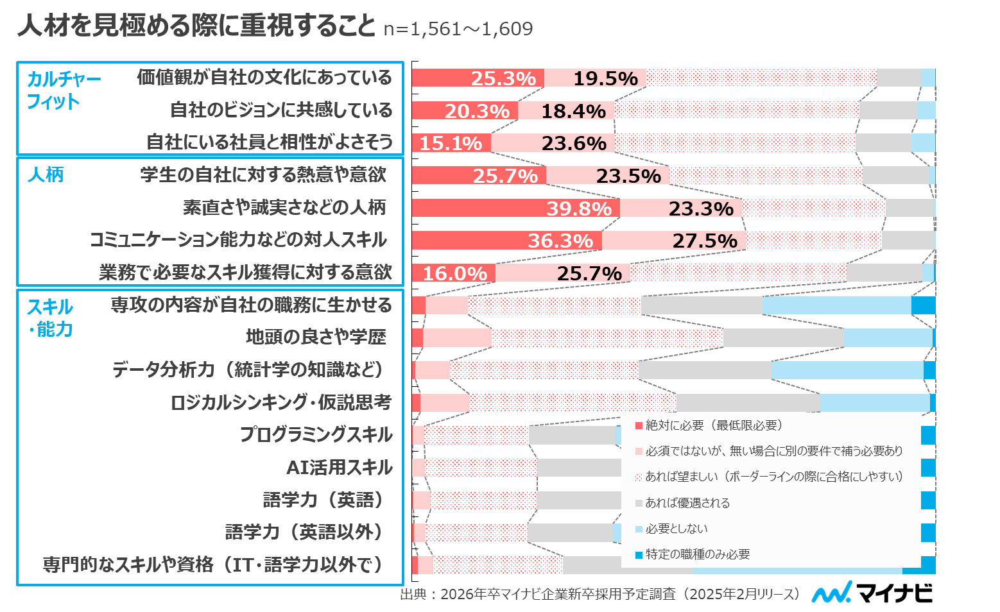 人材を見極める際に重視すること n=1,561～1,609
カルチャー
フィット
価値観が自社の文化にあっている
25.3% 19.5%
自社のビジョンに共感している
20.3% 18.4%
自社にいる社員と相性がよさそう
15.1% 23.6%
人柄
学生の自社に対する熱意や意欲
25.7% 23.5%
素直さや誠実さなどの人柄
39.8% 23.3%
コミュニケーション能力などの対人スキル
36.3% 27.5%
業務で必要なスキル獲得に対する意欲
16.0% 25.7%
スキル
・能力
専攻の内容が自社の職務に生かせる
地頭の良さや学歴
データ分析力（統計学の知識など）
ロジカルシンキング・仮説思考
プログラミングスキル
AI活用スキル
語学力（英語）
語学力（英語以外）
専門的なスキルや資格（IT・語学力以外で）
絶対に必要（最低限必要）
必須ではないが、無い場合に別の要件で補う必要あり
あれば望ましい（ボーダーラインの際に合格にしやすい）
あれば優遇される
必要としない
特定の職種のみ必要
出典：2026年卒マイナビ企業新卒採用予定調査（2025年2月リリース）
マイナビ